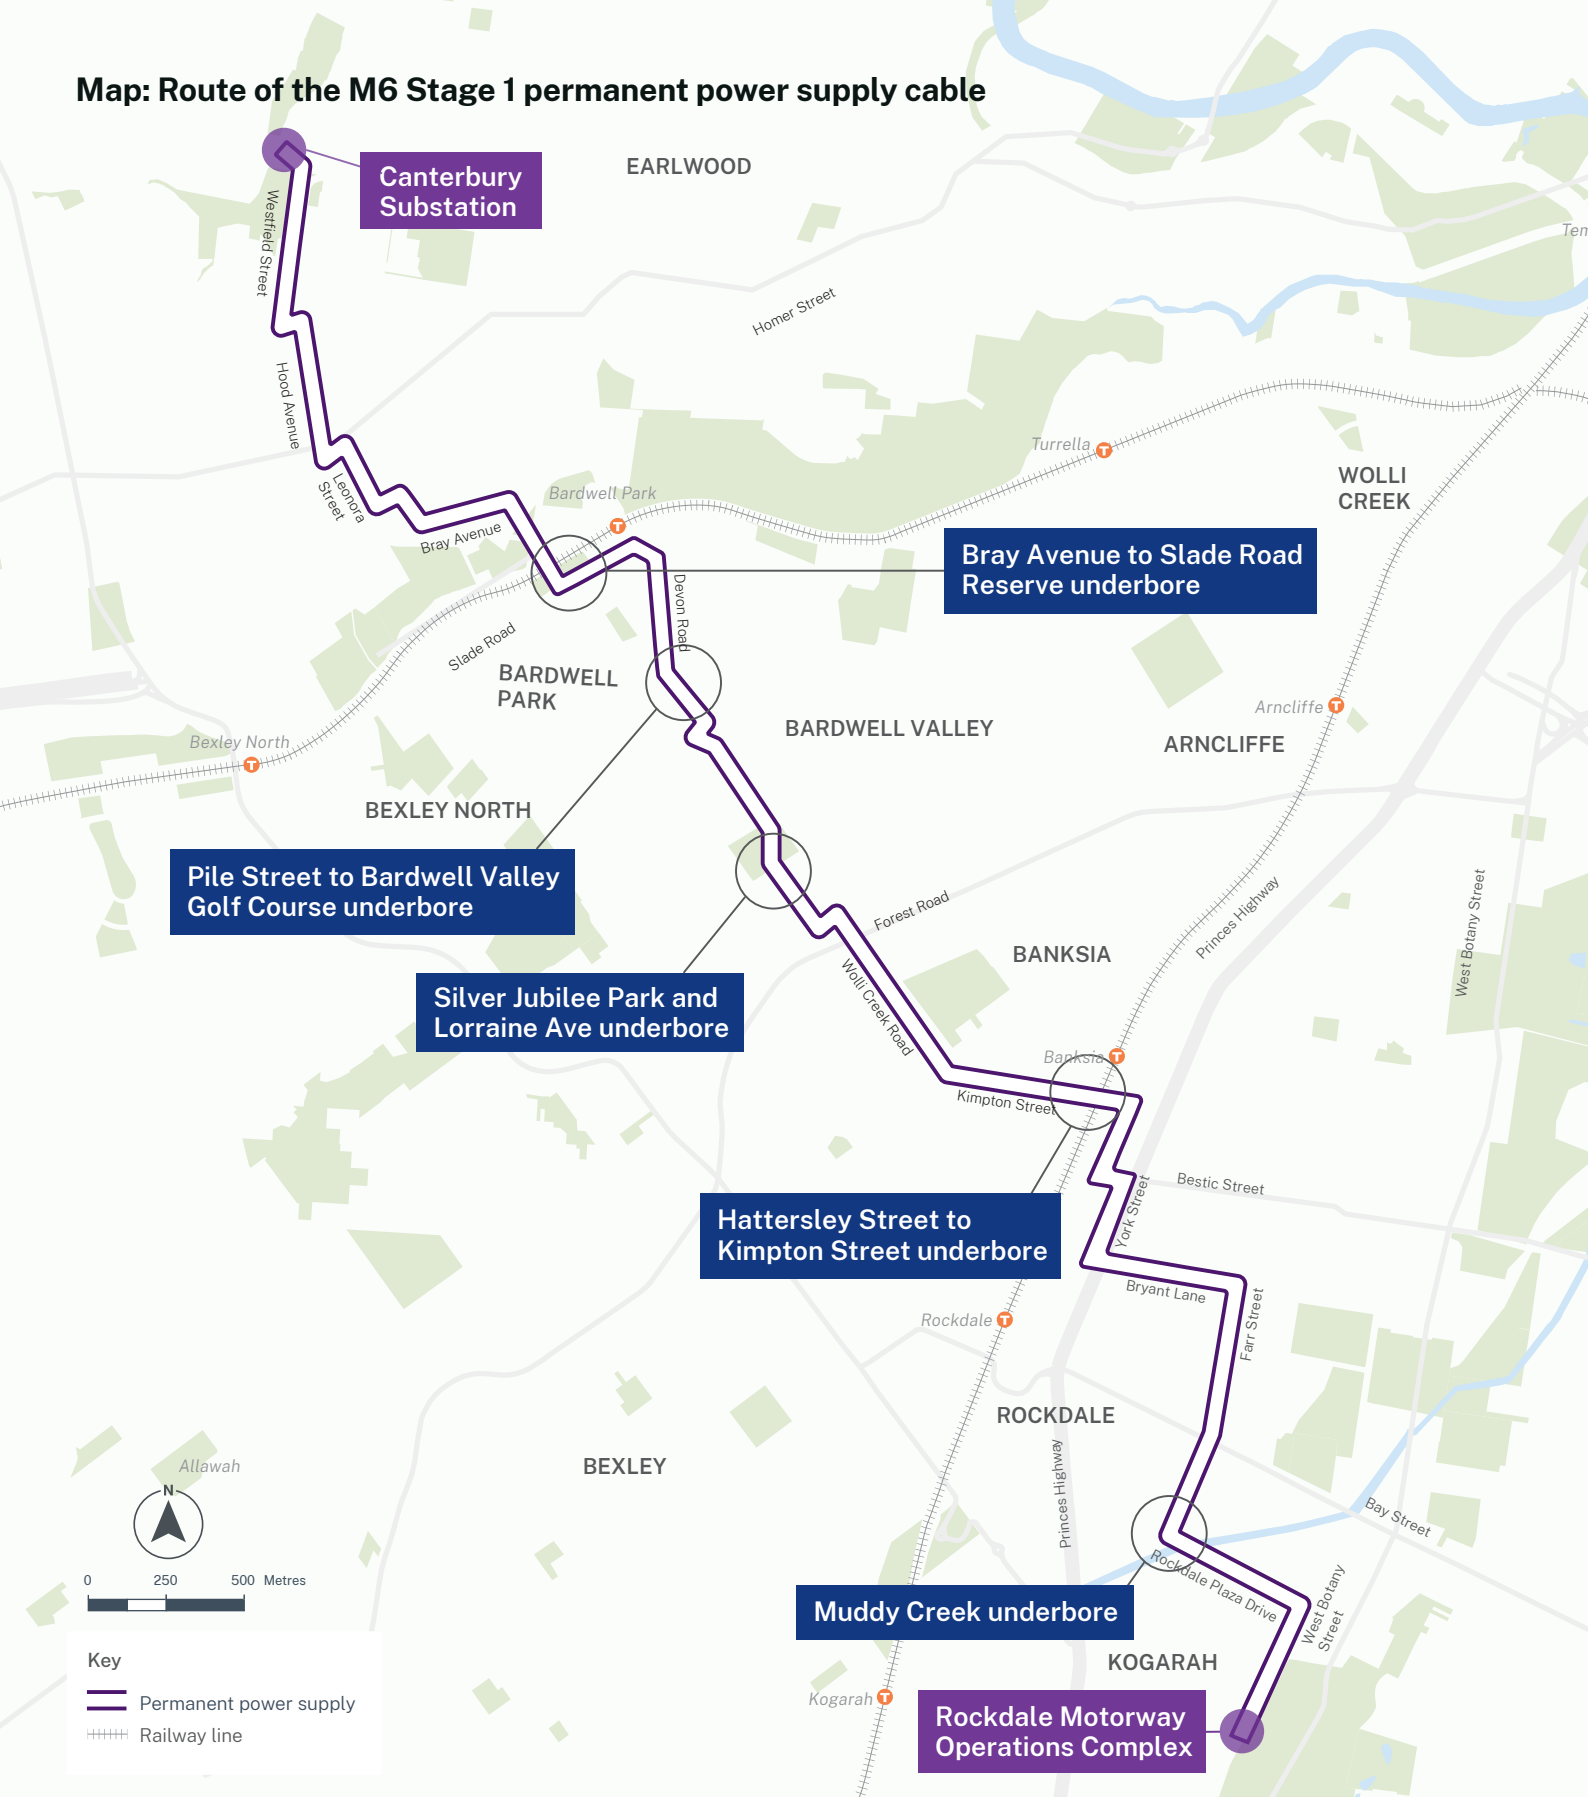 Map: Route of the M6 Stage 1 permanent power supply cable
EARLWOOD
Canterbury
Substation
Westfield Street
Homer Street
Hood Avenue
Turrella
WOLLI
CREEK
Leonora
Street
Bardwell Park
Bray Avenue
Bray Avenue to Slade Road
Reserve underbore
Devon Road
Slade Road
BARDWELL
PARK
Arncliffe
BARDWELL VALLEY
ARNCLIFFE
Bexley North
BEXLEY NORTH
Pile Street to Bardwell Valley
Golf Course underbore
Forest Road
Princes Highway
West Botany Street
BANKSIA
Silver Jubilee Park and
Lorraine Ave underbore
Wolli Creek Road
Banksia
Kimpton Street
Hattersley Street to
Kimpton Street underbore
York Street
Bestic Street
Bryant Lane
Rockdale
Farr Street
ROCKDALE
BEXLEY
Allawah
Princes Highway
Bay Street
Rockdale Plaza Drive
West Botany
Street
Muddy Creek underbore
KOGARAH
Kogarah
Rockdale Motorway
Operations Complex
N
0 250 500 Metres
Key
Permanent power supply
Railway line